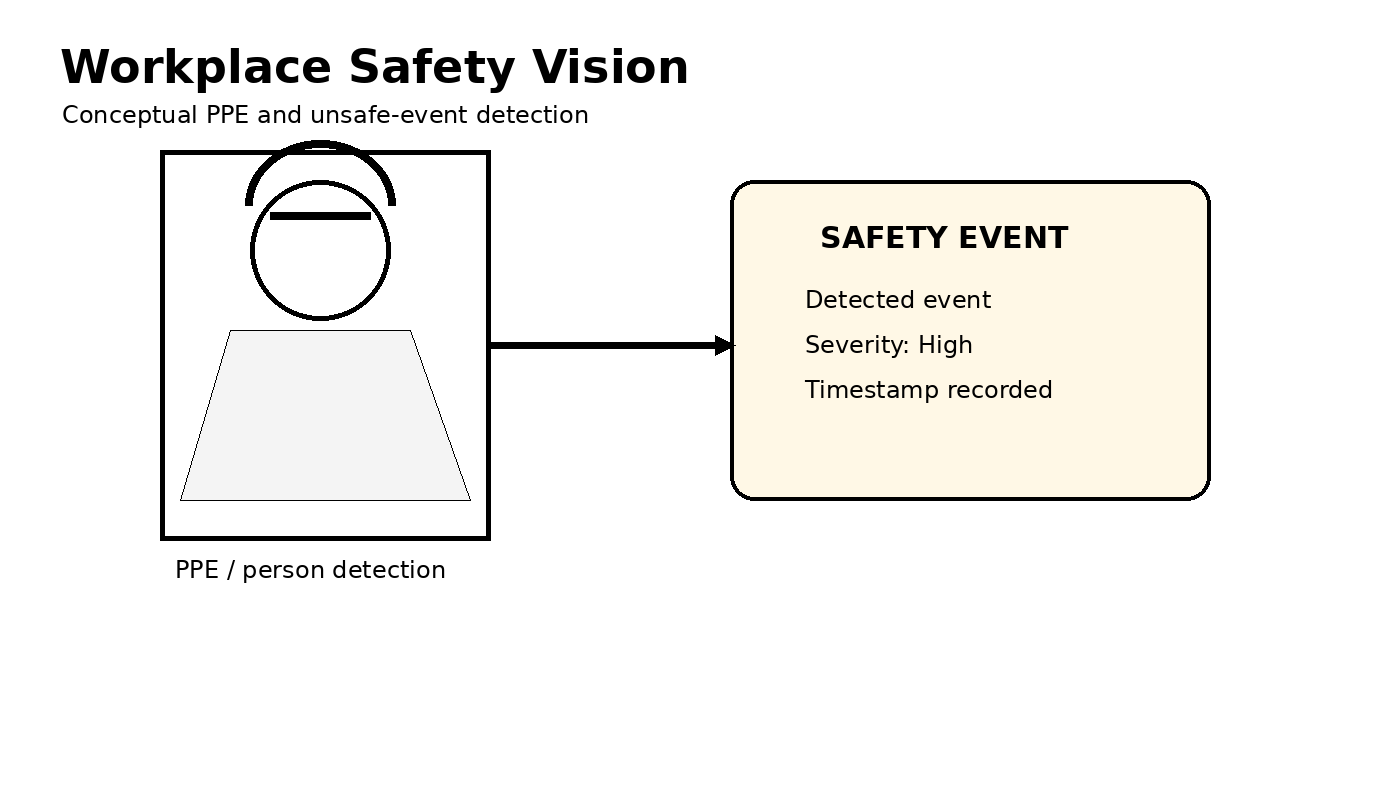 Workplace Safety Vision
Conceptual PPE and unsafe-event detection
SAFETY EVENT
Detected event
Severity: High
Timestamp recorded
PPE / person detection